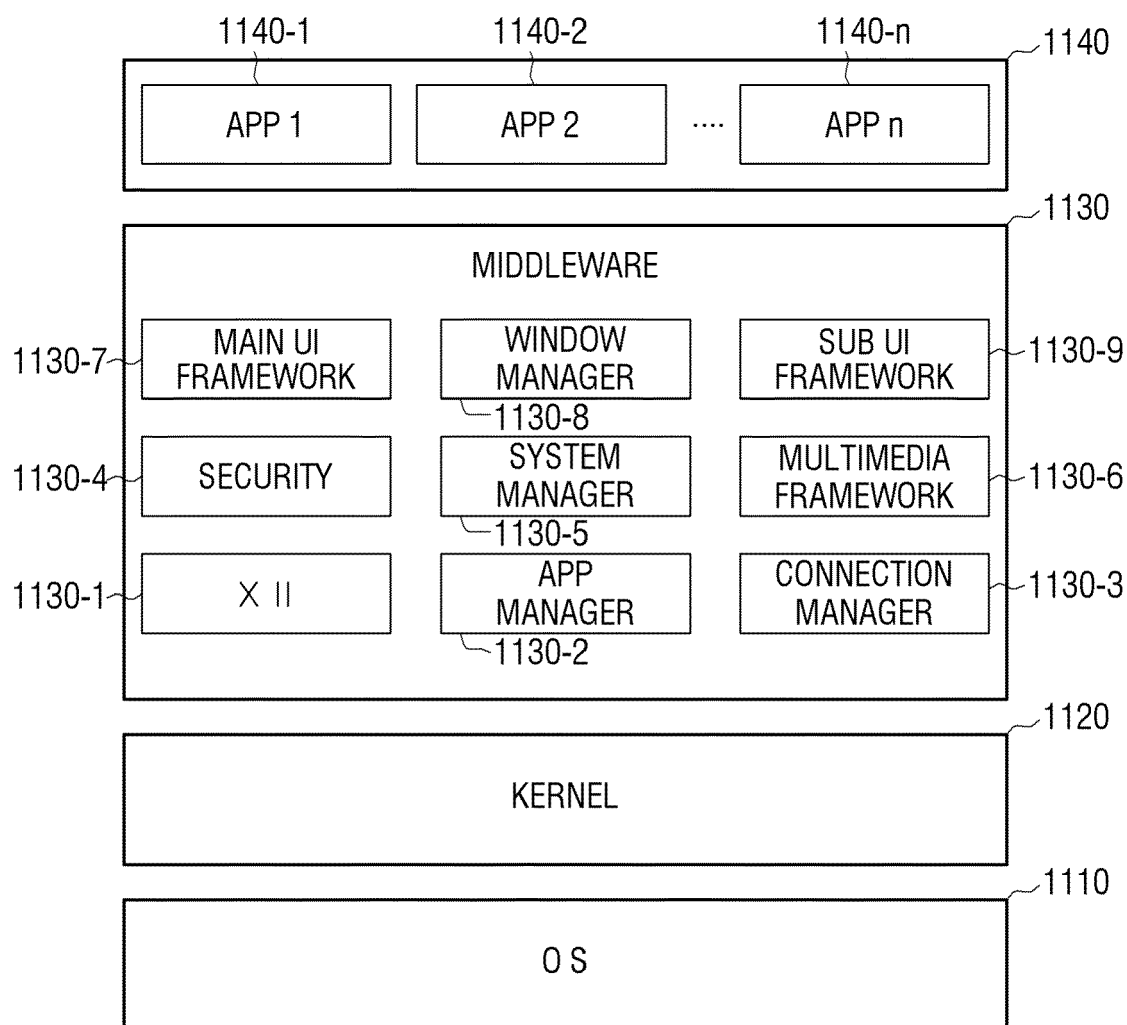 1140-1 1140-2 1140-n 1140
APP 1 APP 2 .... APP n
1130
MIDDLEWARE
1130-7 MAIN UI FRAMEWORK WINDOW MANAGER SUB UI FRAMEWORK 1130-9
1130-8
1130-4 SECURITY SYSTEM MANAGER MULTIMEDIA FRAMEWORK 1130-6
1130-5
1130-1 X II APP MANAGER CONNECTION MANAGER 1130-3
1130-2
1120
KERNEL
1110
O S